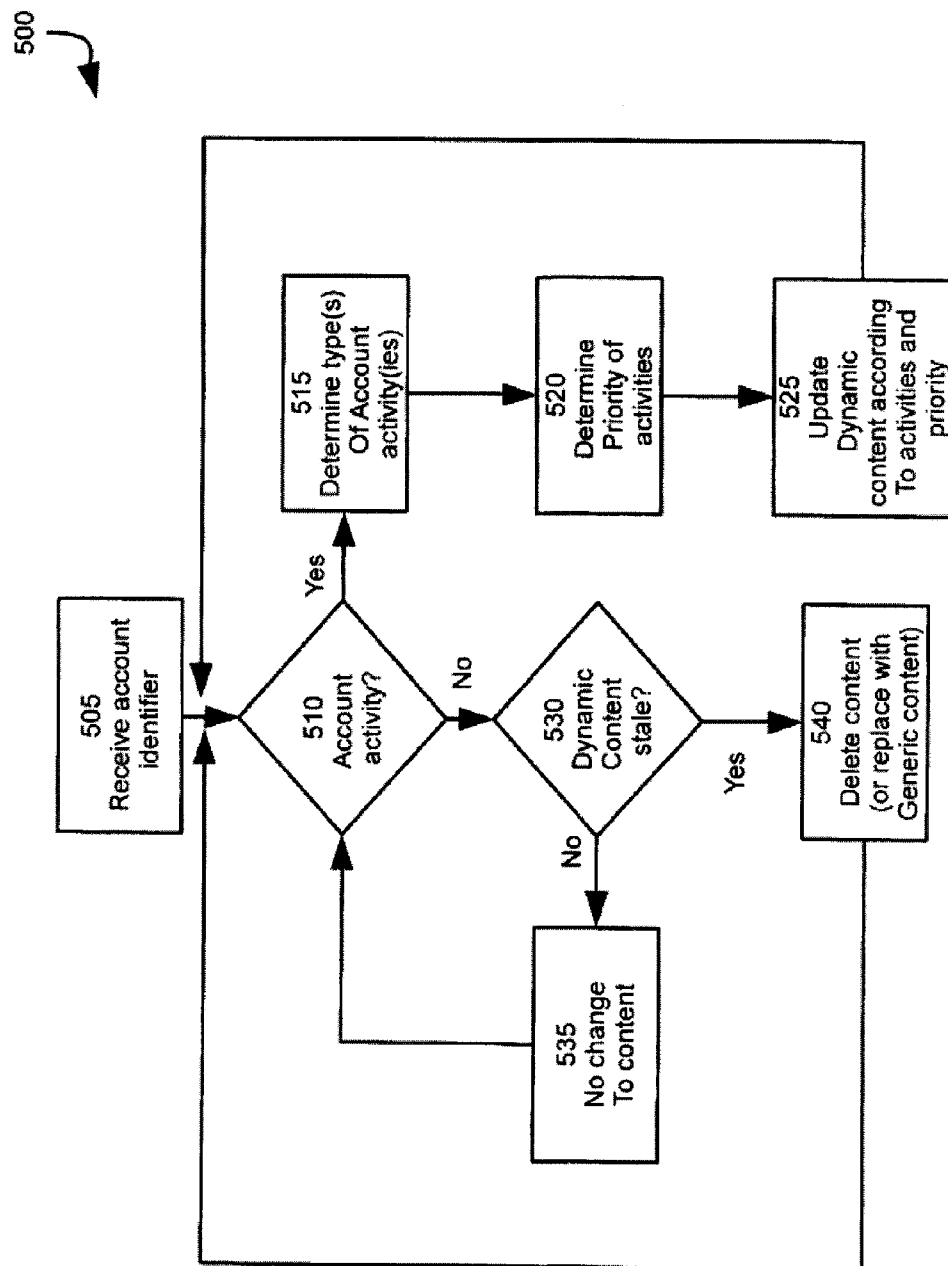 500
505
Receive account
identifier
510
Account
activity?
Yes
515
Determine type(s)
Of Account
activity(ies)
520
Determine
Priority of
activities
525
Update
Dynamic
content according
To activities and
priority
No
530
Dynamic
Content
stale?
No
535
No change
To content
Yes
540
Delete content
(or replace with
Generic content)